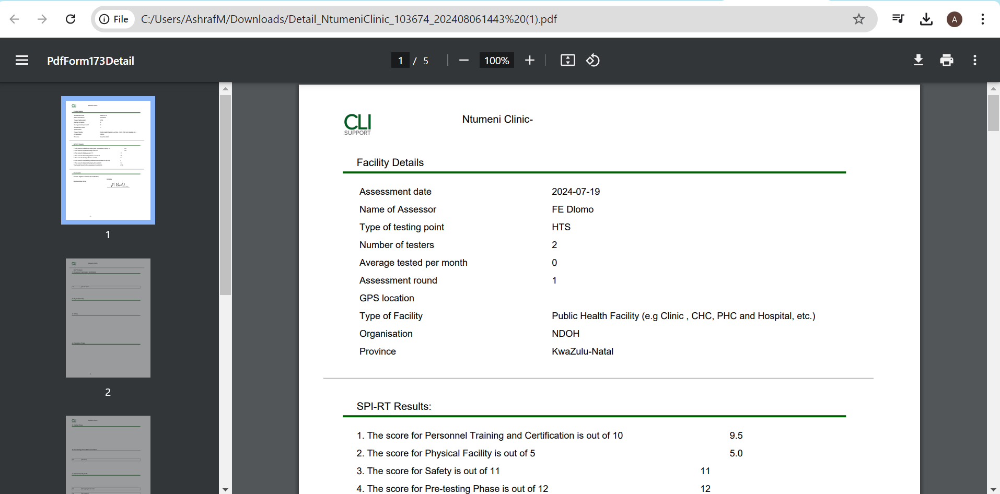 File C:/Users/AshrafM/Downloads/Detail_NtumeniClinic_103674_202408061443%20(1).pdf A
PdfForm173Detail 1 / 5 100%
1
2
CLI
SUPPORT
Ntumeni Clinic-
Facility Details
Assessment date 2024-07-19
Name of Assessor FE Dlomo
Type of testing point HTS
Number of testers 2
Average tested per month 0
Assessment round 1
GPS location
Type of Facility Public Health Facility (e.g Clinic , CHC, PHC and Hospital, etc.)
Organisation NDOH
Province KwaZulu-Natal
SPI-RT Results:
1. The score for Personnel Training and Certification is out of 10 9.5
2. The score for Physical Facility is out of 5 5.0
3. The score for Safety is out of 11 11
4. The score for Pre-testing Phase is out of 12 12